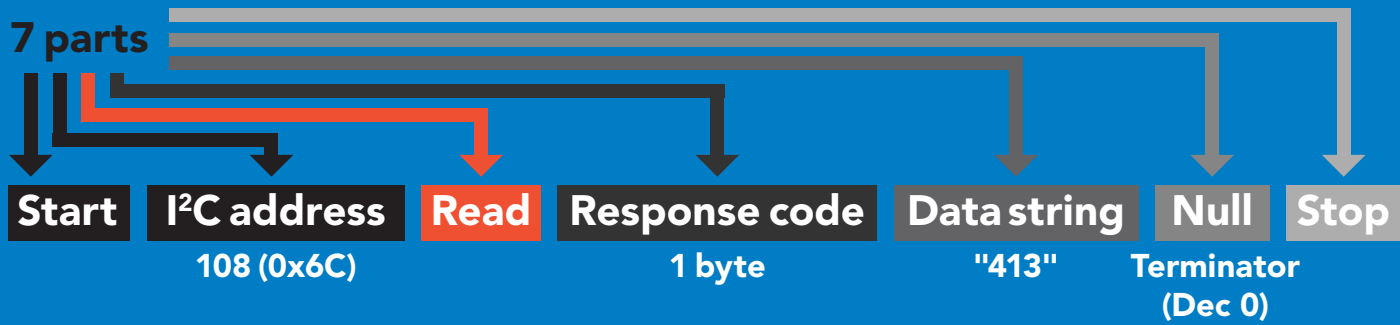 7 parts
Start I²C address Read Response code Data string Null Stop
108 (0x6C) 1 byte "413" Terminator
(Dec 0)